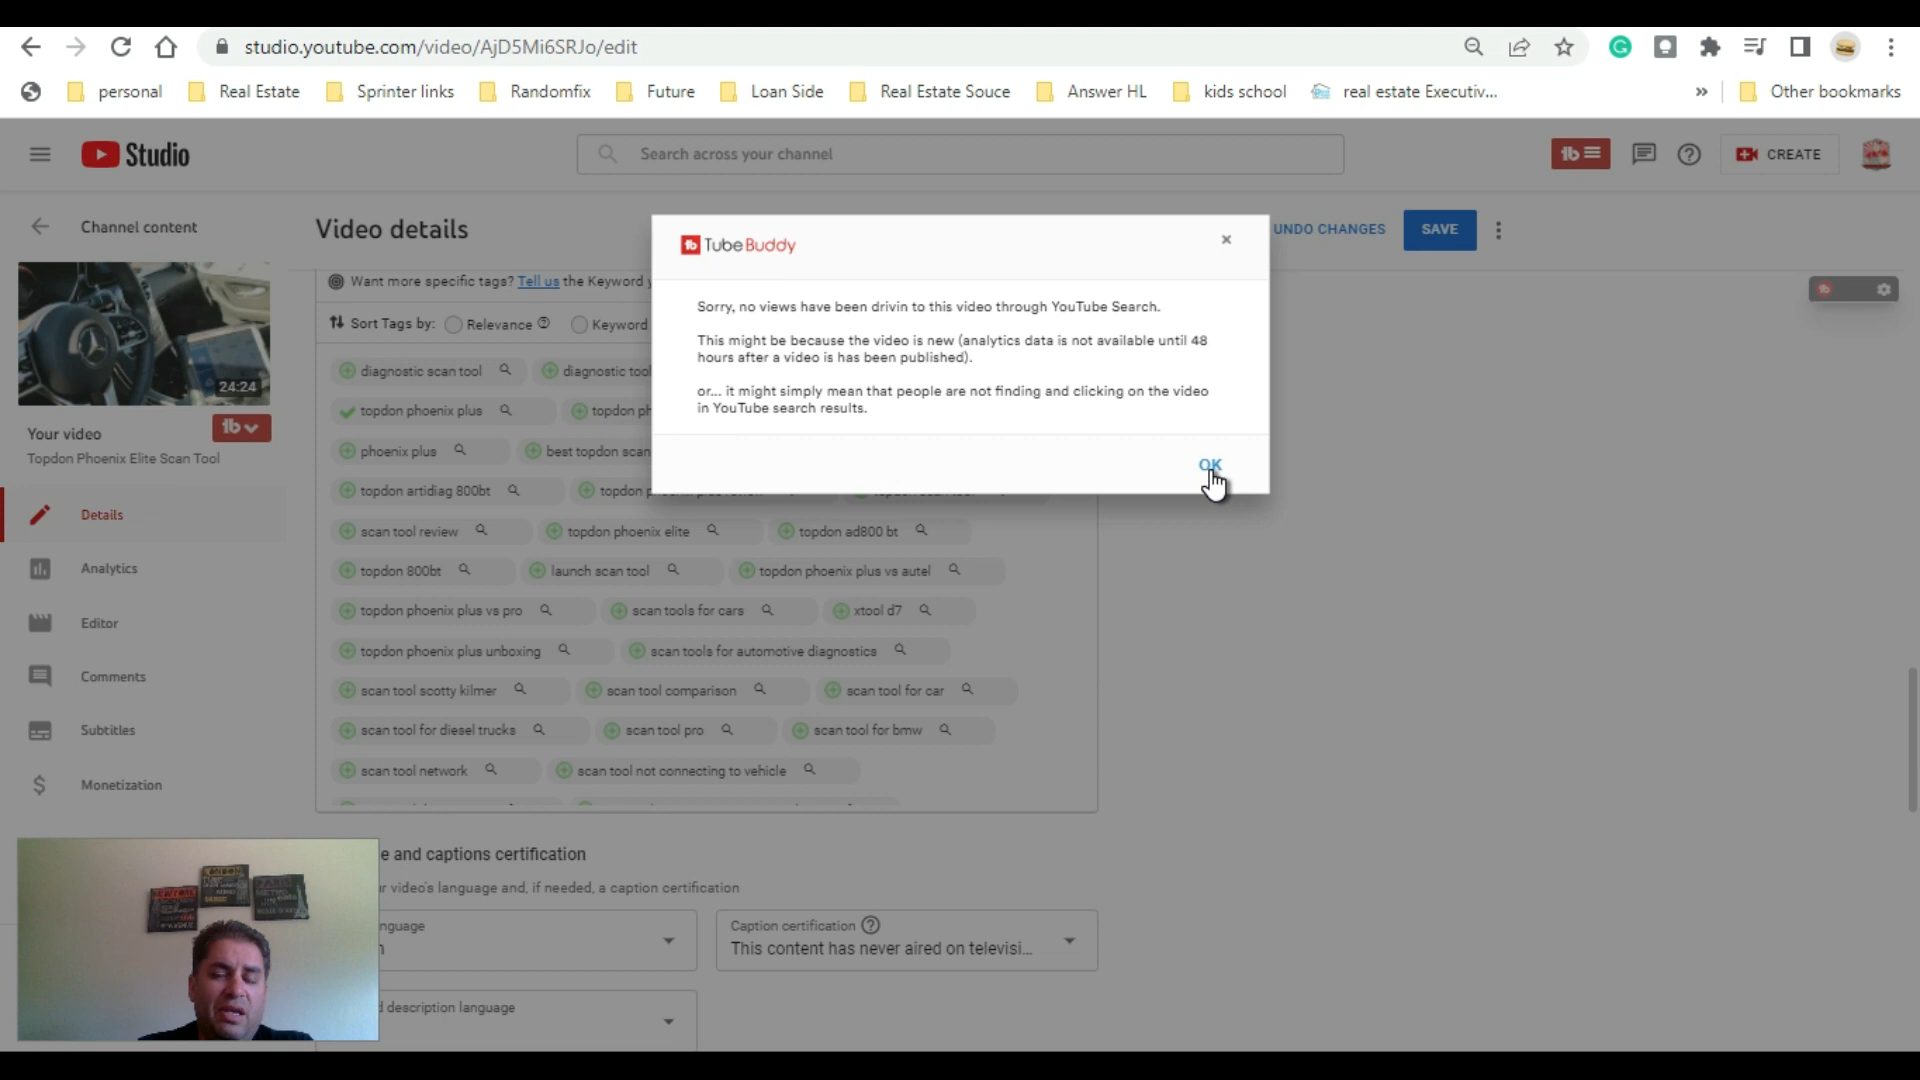 studio.youtube.com/video/AjD5Mi6SRJo/edit
personal Real Estate Sprinter links Randomfix Future Loan Side Real Estate Souce Answer HL kids school real estate Executiv... » Other bookmarks
Studio
Search across your channel
CREATE
Channel content
Video details
UNDO CHANGES
SAVE
TubeBuddy
×
Sorry, no views have been drivin to this video through YouTube Search.
This might be because the video is new (analytics data is not available until 48
hours after a video is has been published).
or... it might simply mean that people are not finding and clicking on the video
in YouTube search results.
OK
Want more specific tags? Tell us the Keyword
Sort Tags by: Relevance Keyword
diagnostic scan tool diagnostic tool
topdon phoenix plus topdon ph
phoenix plus best topdon scan
topdon artidiag 800bt topdon
scan tool review topdon phoenix elite topdon ad800 bt
topdon 800bt launch scan tool topdon phoenix plus vs autel
topdon phoenix plus vs pro scan tools for cars xtool d7
topdon phoenix plus unboxing scan tools for automotive diagnostics
scan tool scotty kilmer scan tool comparison scan tool for car
scan tool for diesel trucks scan tool pro scan tool for bmw
scan tool network scan tool not connecting to vehicle
24:24
Your video
Topdon Phoenix Elite Scan Tool
Details
Analytics
Editor
Comments
Subtitles
Monetization
e and captions certification
r video's language and, if needed, a caption certification
nguage
n
Caption certification
This content has never aired on televisi...
d description language